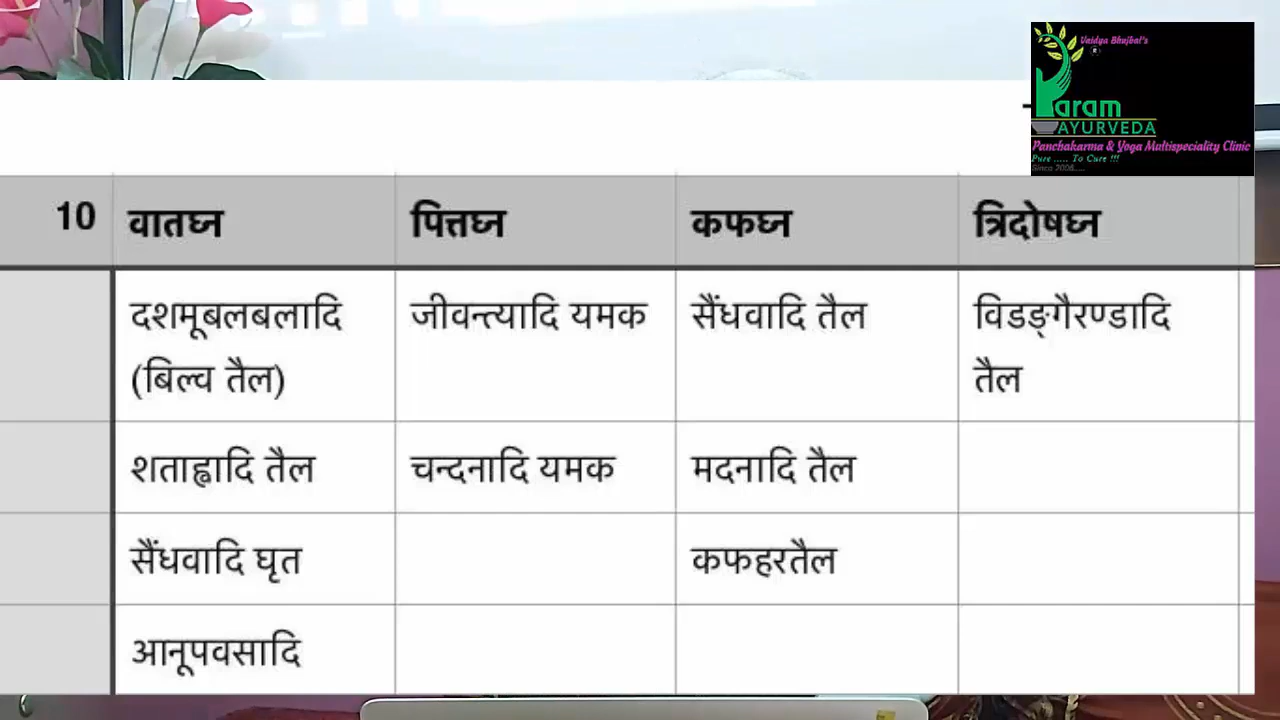 Vaidya Bhujbal's
®
Param
AYURVEDA
Panchakarma & Yoga Multispeciality Clinic
Pure ..... To Cure !!!
Since 2006....
10 वातघ्न पित्तघ्न कफघ्न त्रिदोषघ्न
दशमूबलबलादि जीवन्त्यादि यमक सैंधवादि तैल विडङ्गैरण्डादि
(बिल्व तैल) तैल
शताह्वादि तैल चन्दनादि यमक मदनादि तैल
सैंधवादि घृत कफहरतैल
आनूपवसादि